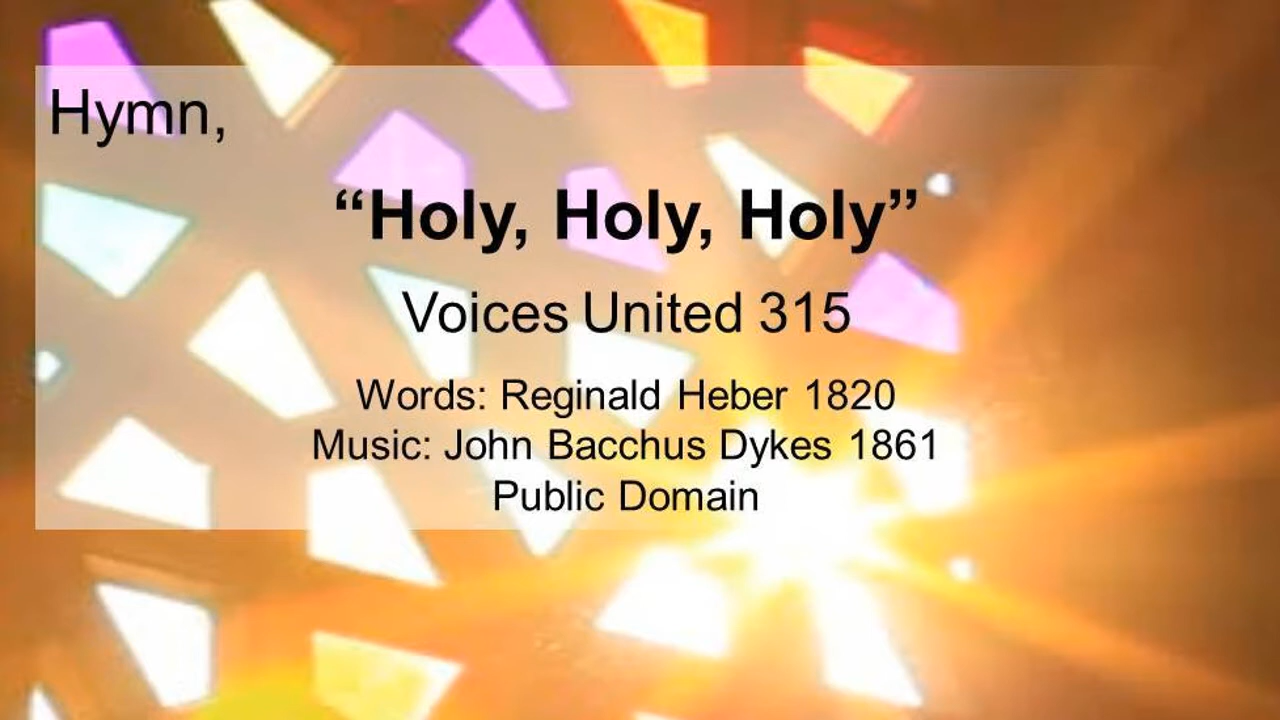 Hymn,
“Holy, Holy, Holy”
Voices United 315
Words: Reginald Heber 1820
Music: John Bacchus Dykes 1861
Public Domain